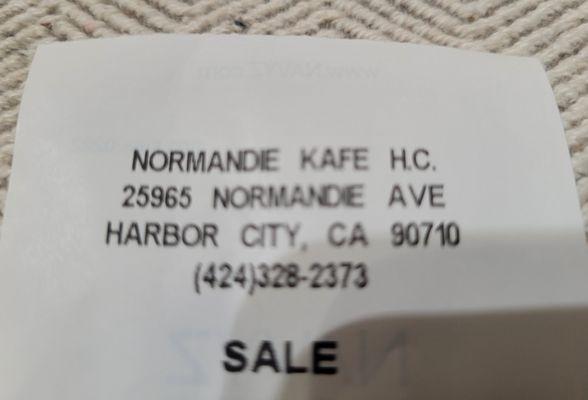 NORMANDIE KAFE H.C.
25965 NORMANDIE AVE
HARBOR CITY, CA 90710
(424)328-2373
SALE